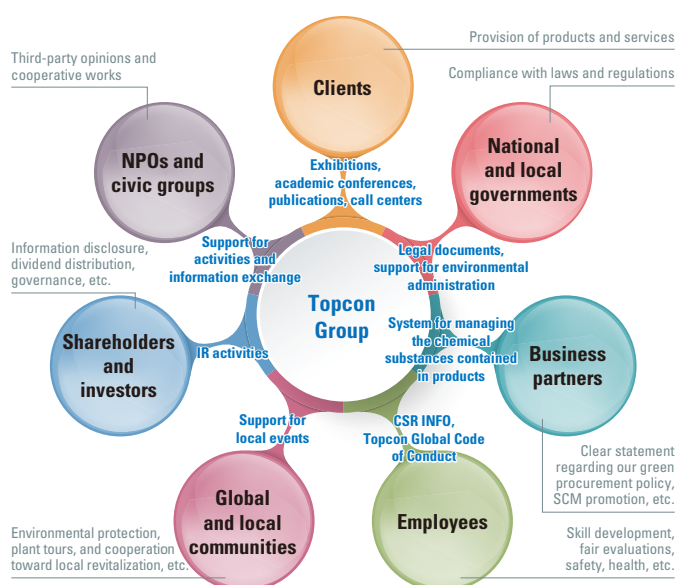 Provision of products and services
Third-party opinions and
cooperative works
Compliance with laws and regulations
Clients
NPOs and
civic groups
National
and local
governments
Exhibitions,
academic conferences,
publications, call centers
Support for
activities and
information exchange
Legal documents,
support for environmental
administration
Information disclosure,
dividend distribution,
governance, etc.
Topcon
Group
Shareholders
and
investors
IR activities
System for managing
the chemical
substances contained
in products
Business
partners
Support for
local events
CSR INFO,
Topcon Global Code
of Conduct
Clear statement
regarding our green
procurement policy,
SCM promotion, etc.
Global
and local
communities
Employees
Environmental protection,
plant tours, and cooperation
toward local revitalization, etc.
Skill development,
fair evaluations,
safety, health, etc.